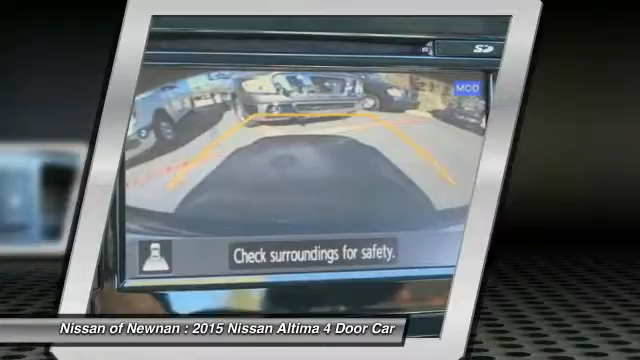 SD
MOD
Check surroundings for safety.
Nissan of Newnan : 2015 Nissan Altima 4 Door Car